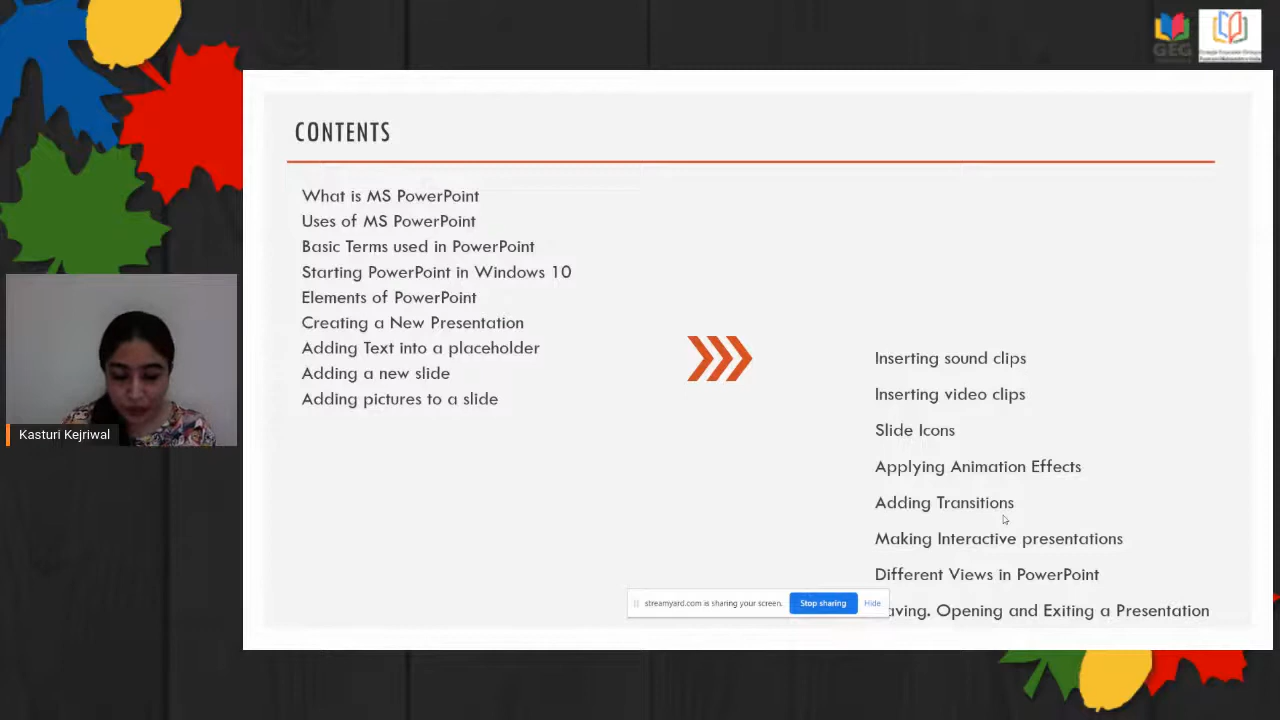 GEG
CONTENTS
What is MS PowerPoint
Uses of MS PowerPoint
Basic Terms used in PowerPoint
Starting PowerPoint in Windows 10
Elements of PowerPoint
Creating a New Presentation
Adding Text into a placeholder
Adding a new slide
Adding pictures to a slide
Inserting sound clips
Inserting video clips
Slide Icons
Applying Animation Effects
Adding Transitions
Making Interactive presentations
Different Views in PowerPoint
aving. Opening and Exiting a Presentation
streamyard.com is sharing your screen.
Stop sharing
Hide
Kasturi Kejriwal